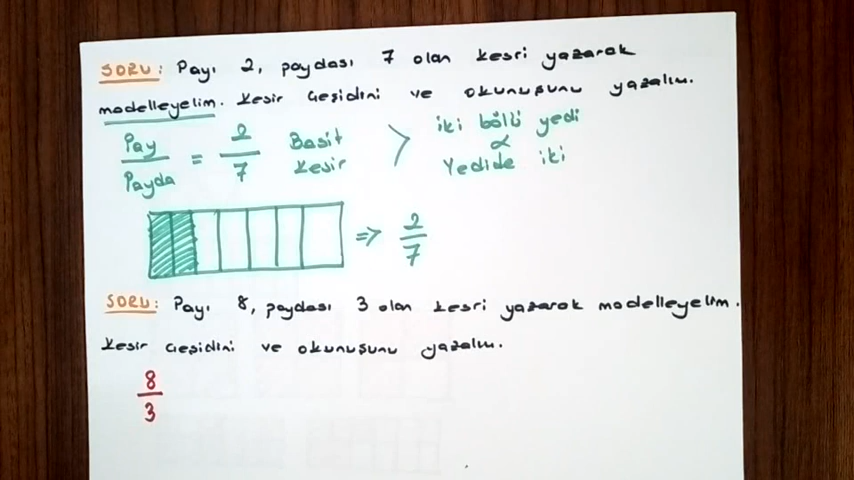 SORU: Payı 2, paydası 7 olan kesri yazarak
modelleyelim. Kesir çeşidini ve okunuşunu yazalım.
Pay
Payda
=
2
7
Basit
Kesir
>
iki bölü yedi
Yedide iki
=> 2
7
SORU: Payı 8, paydası 3 olan kesri yazarak modelleyelim.
Kesir çeşidini ve okunuşunu yazalım.
8
3